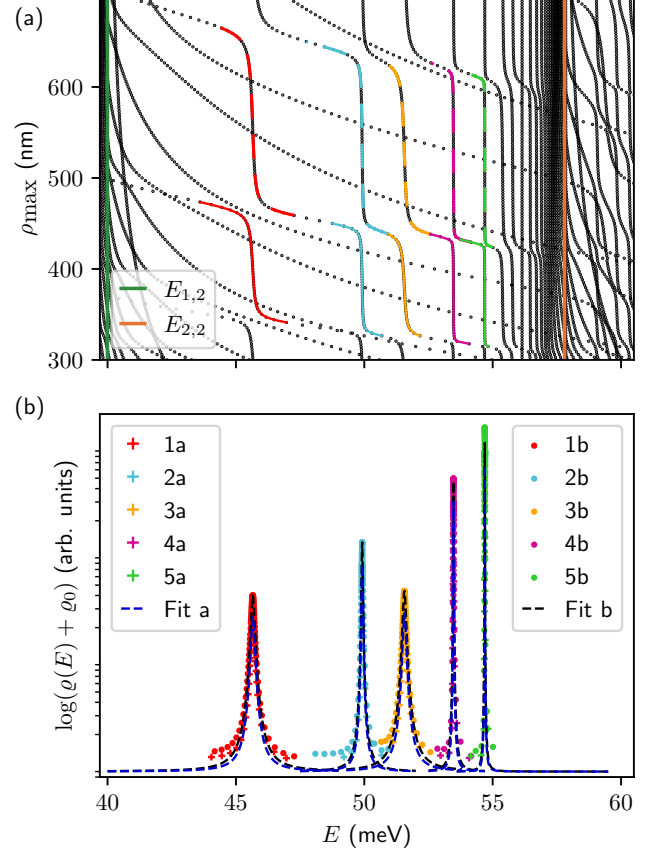 (a)
600
500
400
300
ρmax (nm)
E1,2
E2,2
(b)
1a
2a
3a
4a
5a
Fit a
1b
2b
3b
4b
5b
Fit b
log(ϱ(E) + ϱ0) (arb. units)
40
45
50
55
60
E (meV)